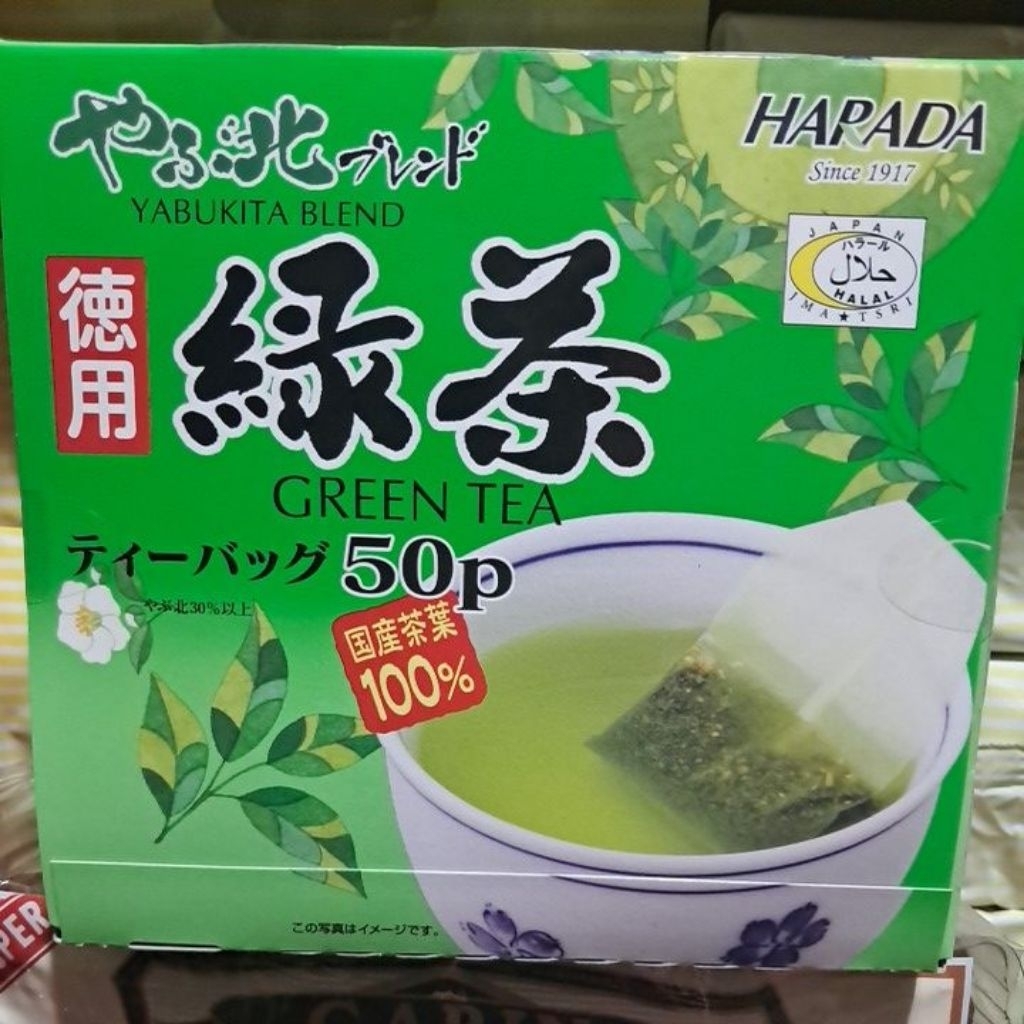 やぶ北ブレンド
YABUKITA BLEND
HARADA
Since 1917
JAPAN
ハラール
حلال
HALAL
JMA★TSRI
徳用
緑茶
GREEN TEA
ティーバッグ 50p
やぶ北30%以上
国産茶葉
100%
この写真はイメージです。
PER